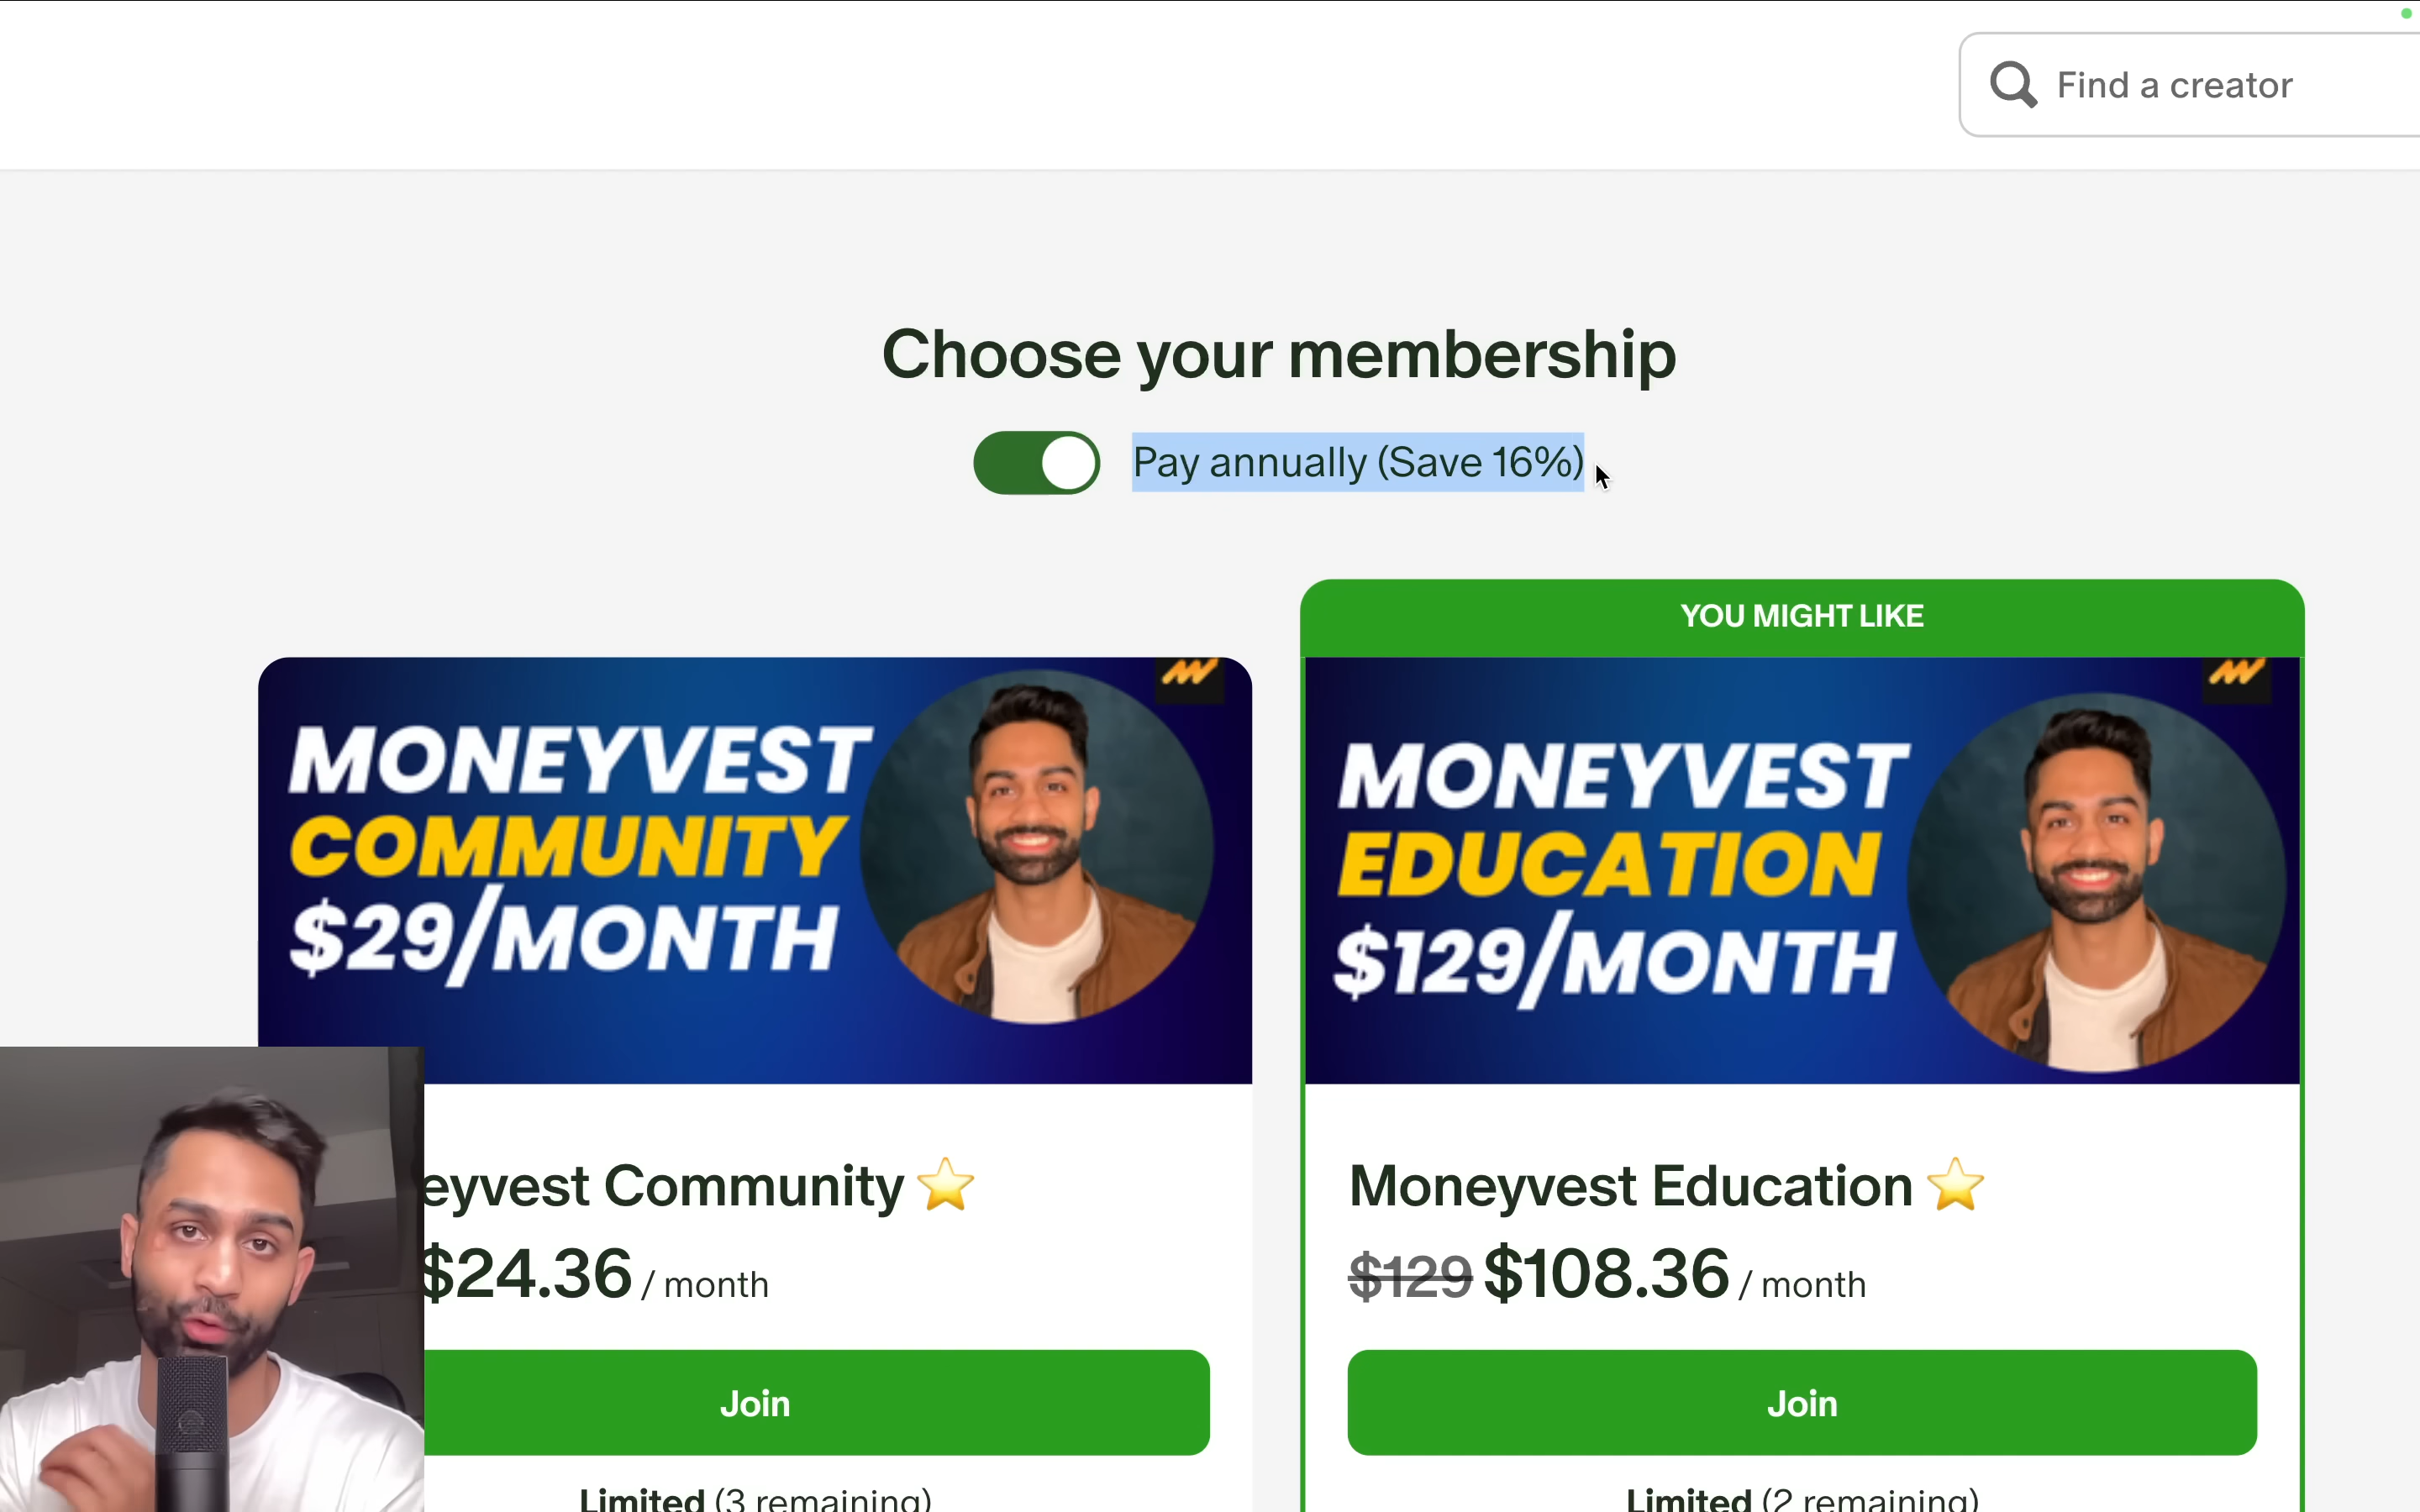 Find a creator
Choose your membership
Pay annually (Save 16%)
YOU MIGHT LIKE
MONEYVEST
COMMUNITY
$29/MONTH
MONEYVEST
EDUCATION
$129/MONTH
eyvest Community
$24.36 / month
Join
Limited (3 remaining)
Moneyvest Education
$129 $108.36 / month
Join
Limited (2 remaining)